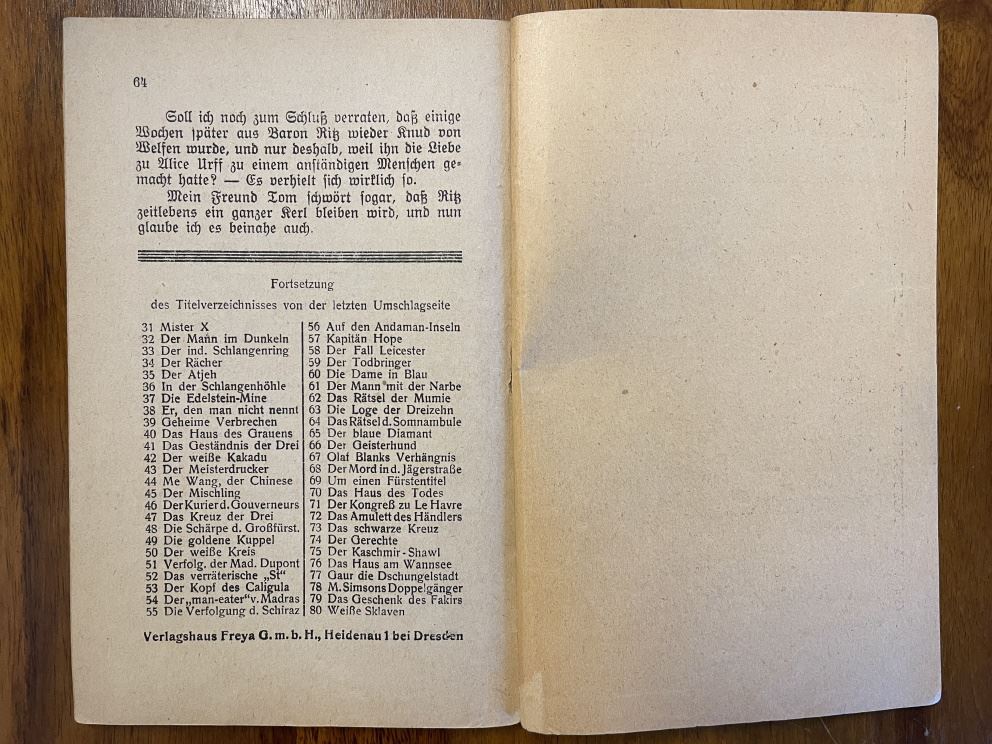 64
Soll ich noch zum Schluß verraten, daß einige
Wochen später aus Baron Ritz wieder Knud von
Welfen wurde, und nur deshalb, weil ihn die Liebe
zu Alice Urff zu einem anständigen Menschen ge-
macht hatte? — Es verhielt sich wirklich so.
Mein Freund Tom schwört sogar, daß Ritz
zeitlebens ein ganzer Kerl bleiben wird, und nun
glaube ich es beinahe auch.
Fortsetzung
des Titelverzeichnisses von der letzten Umschlagseite
31 Mister X
32 Der Mann im Dunkeln
33 Der ind. Schlangenring
34 Der Rächer
35 Der Atjeh
36 In der Schlangenhöhle
37 Die Edelstein-Mine
38 Er, den man nicht nennt
39 Geheime Verbrechen
40 Das Haus des Grauens
41 Das Geständnis der Drei
42 Der weiße Kakadu
43 Der Meisterdrucker
44 Me Wang, der Chinese
45 Der Mischling
46 Der Kurier d. Gouverneurs
47 Das Kreuz der Drei
48 Die Schärpe d. Großfürst.
49 Die goldene Kuppel
50 Der weiße Kreis
51 Verfolg. der Mad. Dupont
52 Das verräterische „St“
53 Der Kopf des Caligula
54 Der „man-eater“ v. Madras
55 Die Verfolgung d. Schiraz
56 Auf den Andaman-Inseln
57 Kapitän Hope
58 Der Fall Leicester
59 Der Todbringer
60 Die Dame in Blau
61 Der Mann mit der Narbe
62 Das Rätsel der Mumie
63 Die Loge der Dreizehn
64 Das Rätsel d. Somnambule
65 Der blaue Diamant
66 Der Geisterhund
67 Olaf Blanks Verhängnis
68 Der Mord in d. Jägerstraße
69 Um einen Fürstentitel
70 Das Haus des Todes
71 Der Kongreß zu Le Havre
72 Das Amulett des Händlers
73 Das schwarze Kreuz
74 Der Gerechte
75 Der Kaschmir-Shawl
76 Das Haus am Wannsee
77 Gaur die Dschungelstadt
78 M. Simsons Doppelgänger
79 Das Geschenk des Fakirs
80 Weiße Sklaven
Verlagshaus Freya G. m. b. H., Heidenau 1 bei Dresden